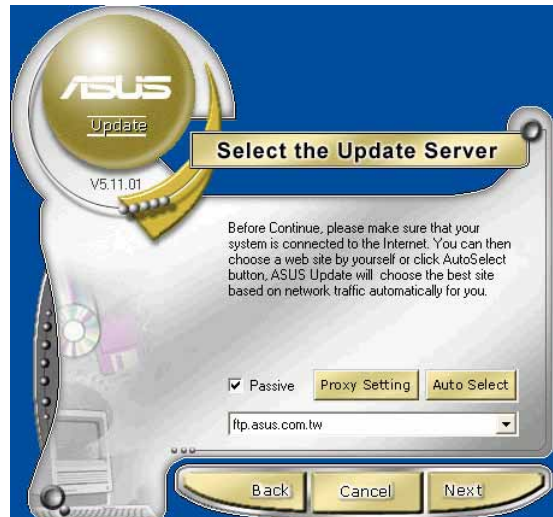 ASUS
Update
V5.11.01
Select the Update Server
Before Continue, please make sure that your
system is connected to the Internet. You can then
choose a web site by yourself or click AutoSelect
button, ASUS Update will choose the best site
based on network traffic automatically for you.
Passive
Proxy Setting
Auto Select
ftp.asus.com.tw
Back
Cancel
Next